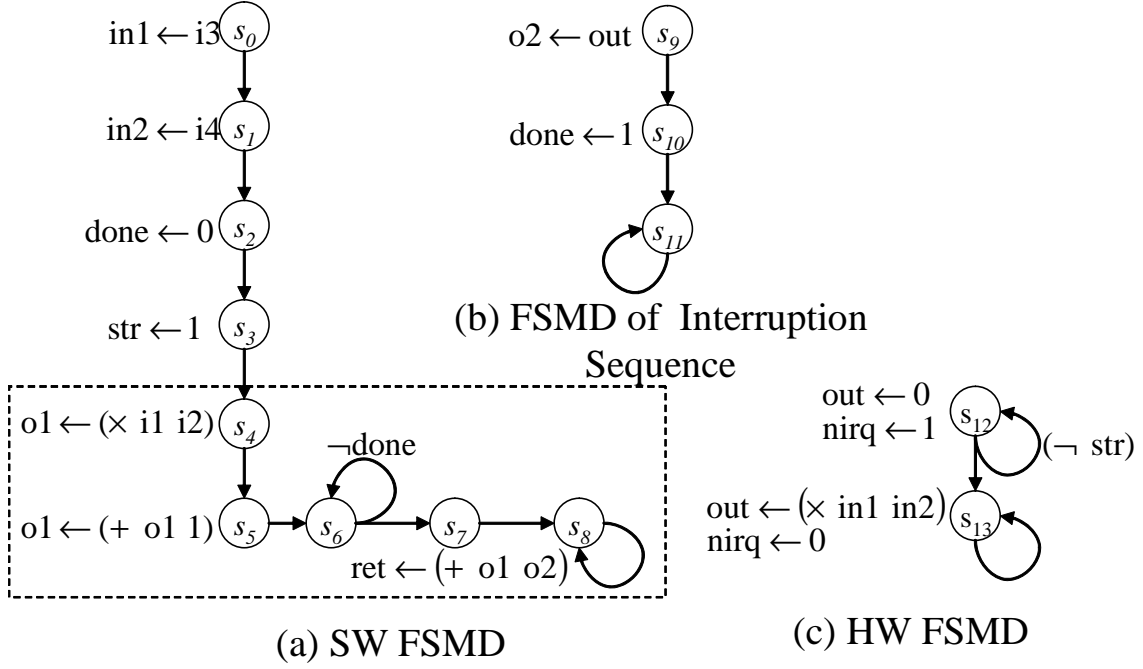 in1 ← i3 s0
in2 ← i4 s1
done ← 0 s2
str ← 1 s3
o1 ← (× i1 i2) s4
o1 ← (+ o1 1) s5
¬done
s6
s7
s8
ret ← (+ o1 o2)
(a) SW FSMD
o2 ← out s9
done ← 1 s10
s11
(b) FSMD of Interruption
Sequence
out ← 0
nirq ← 1
s12
(¬ str)
out ← (× in1 in2)
nirq ← 0
s13
(c) HW FSMD